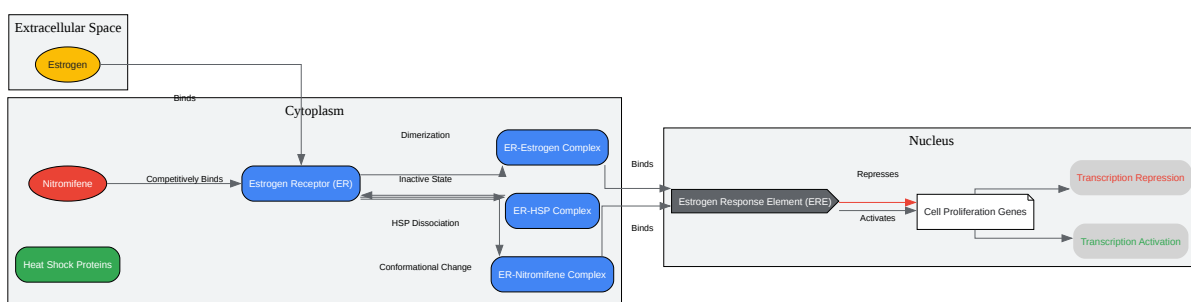 Extracellular Space
Estrogen
Binds
Cytoplasm
Dimerization
ER-Estrogen Complex
Nitromifene
Competitively Binds
Estrogen Receptor (ER)
Inactive State
ER-HSP Complex
HSP Dissociation
Heat Shock Proteins
Conformational Change
ER-Nitromifene Complex
Binds
Binds
Nucleus
Estrogen Response Element (ERE)
Represses
Activates
Cell Proliferation Genes
Transcription Repression
Transcription Activation